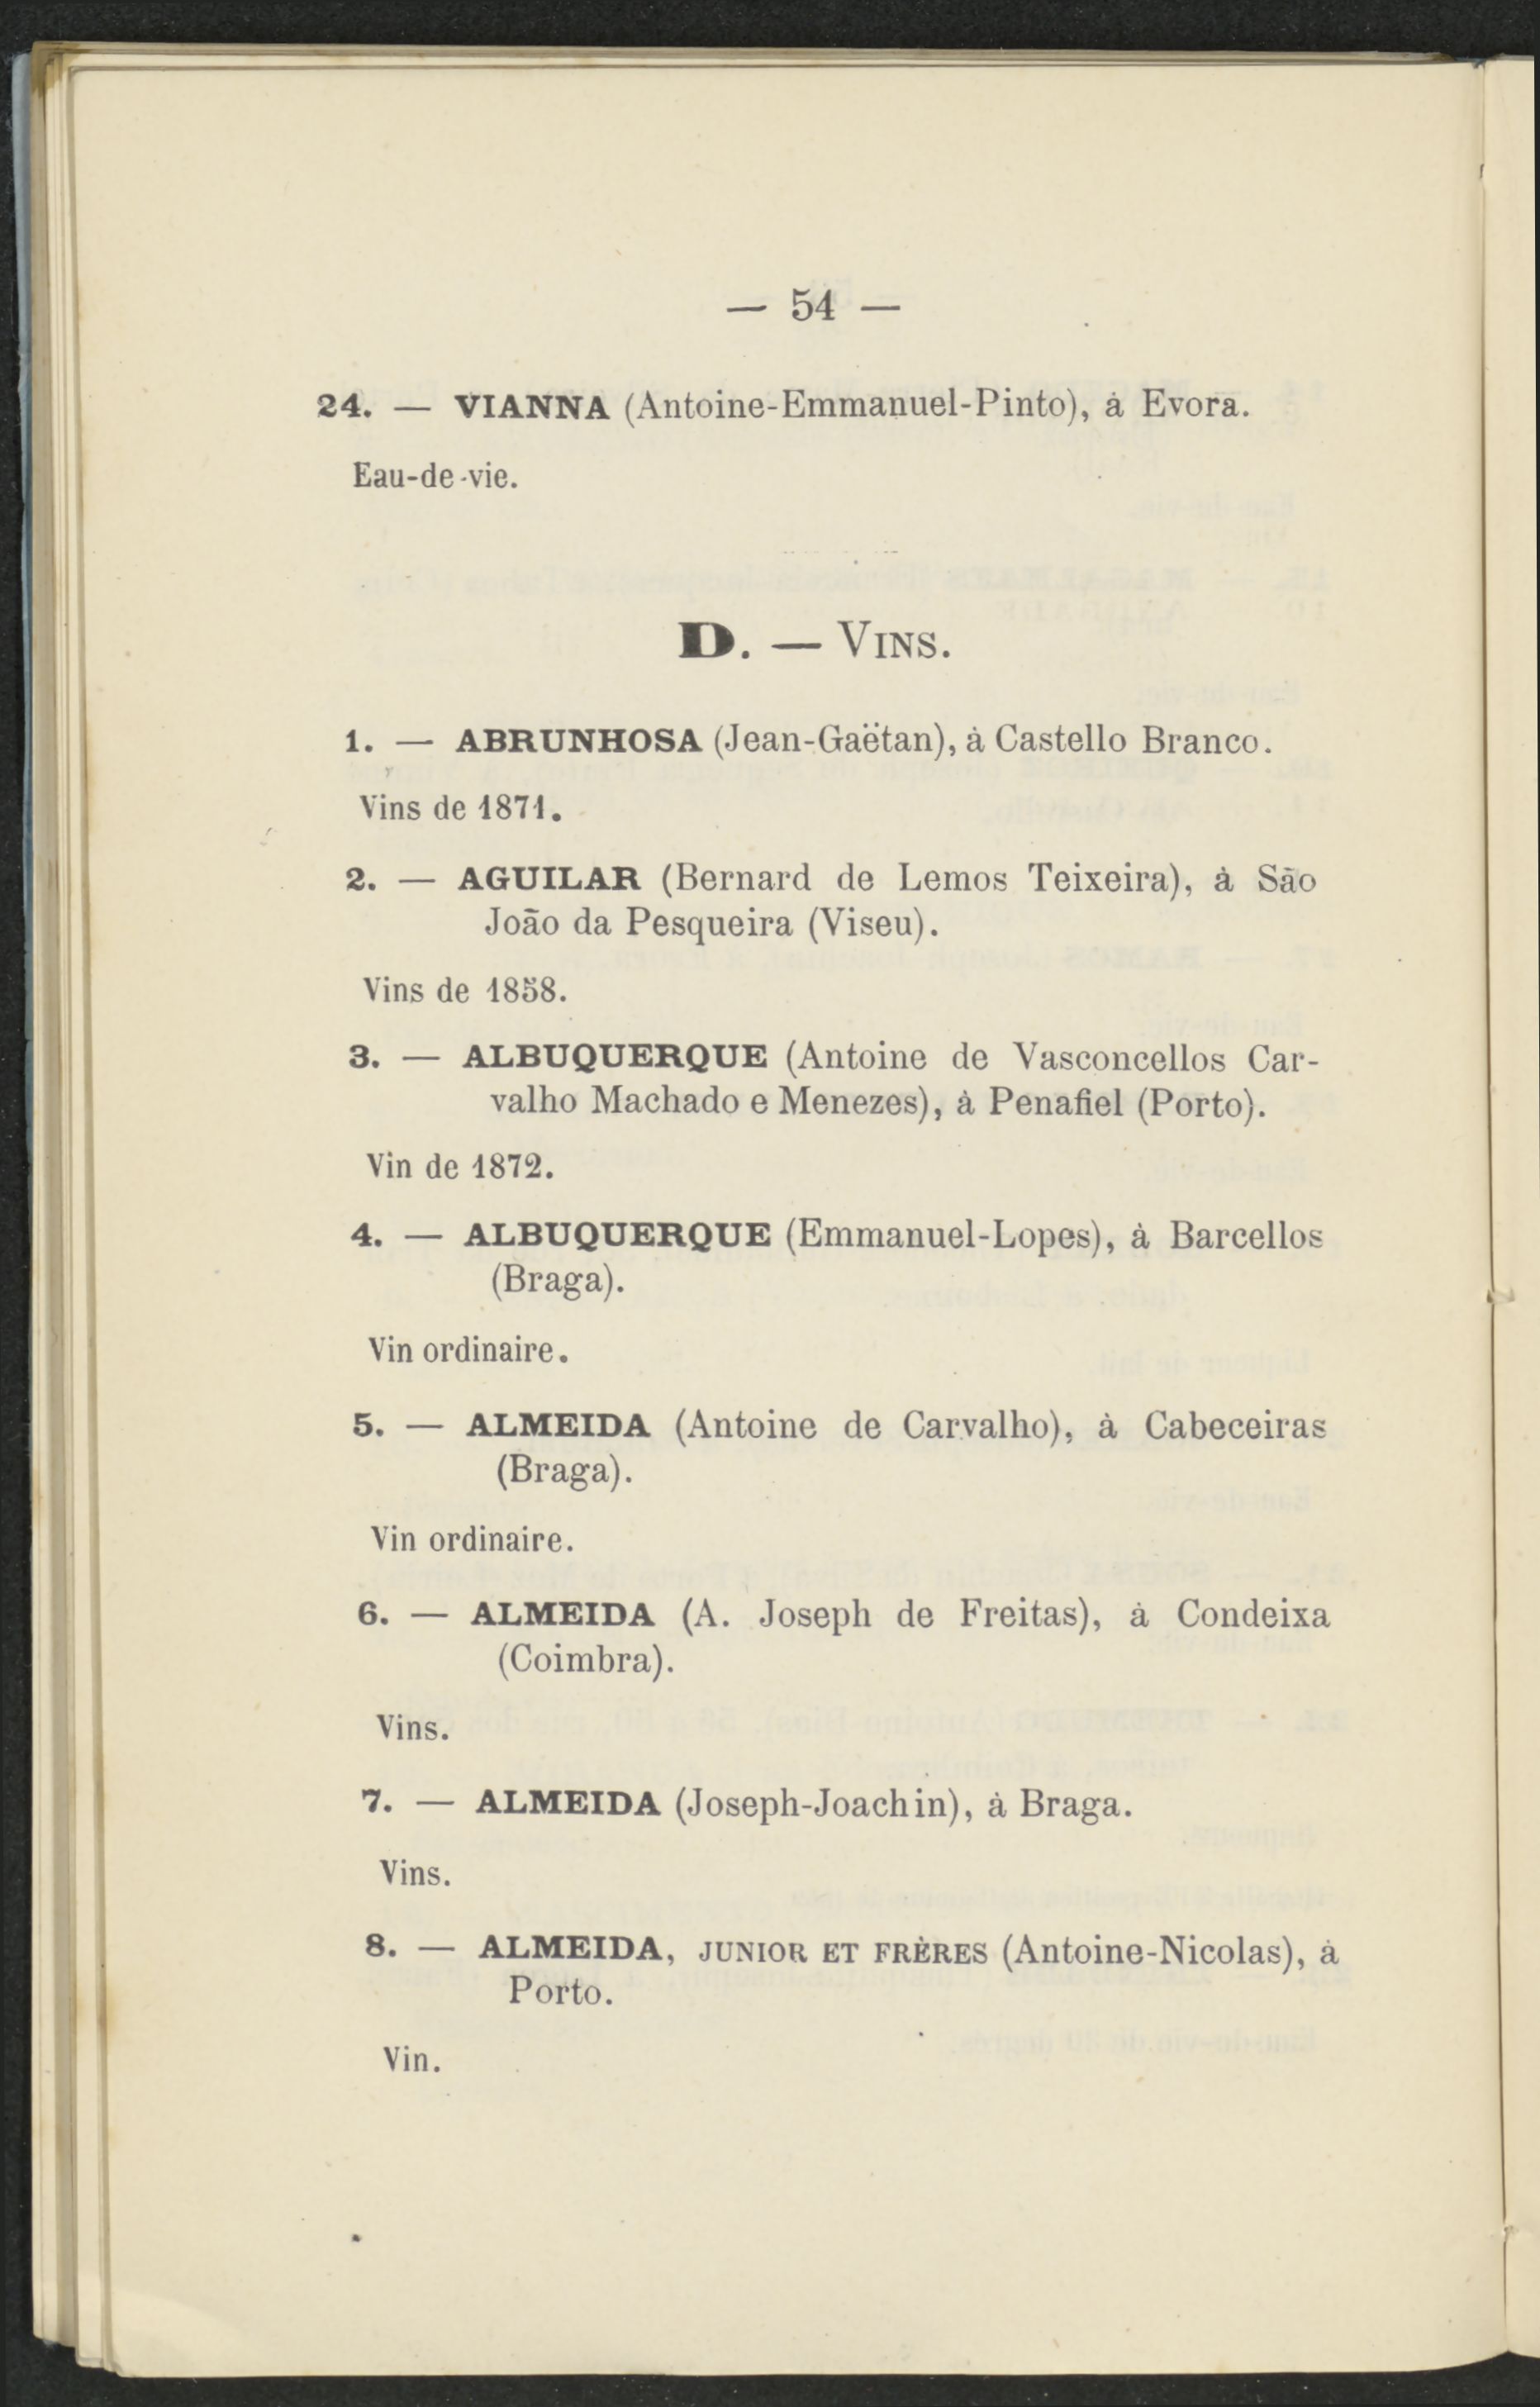 — 54 —
24. — VIANNA (Antoine-Emmanuel-Pinto), à Evora.
Eau-de-vie.
D. — VINS.
1. — ABRUNHOSA (Jean-Gaëtan), à Castello Branco.
Vins de 1871.
2. — AGUILAR (Bernard de Lemos Teixeira), à São
João da Pesqueira (Viseu).
Vins de 1858.
3. — ALBUQUERQUE (Antoine de Vasconcellos Car-
valho Machado e Menezes), à Penafiel (Porto).
Vin de 1872.
4. — ALBUQUERQUE (Emmanuel-Lopes), à Barcellos
(Braga).
Vin ordinaire.
5. — ALMEIDA (Antoine de Carvalho), à Cabeceiras
(Braga).
Vin ordinaire.
6. — ALMEIDA (A. Joseph de Freitas), à Condeixa
(Coimbra).
Vins.
7. — ALMEIDA (Joseph-Joachin), à Braga.
Vins.
8. — ALMEIDA, JUNIOR ET FRÈRES (Antoine-Nicolas), à
Porto.
Vin.